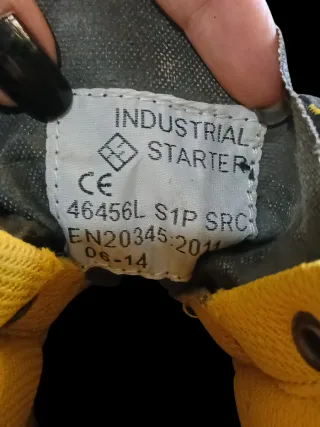 INDUSTRIAL
STARTER
CE
46456L S1P SRC
EN20345:2011
06-14